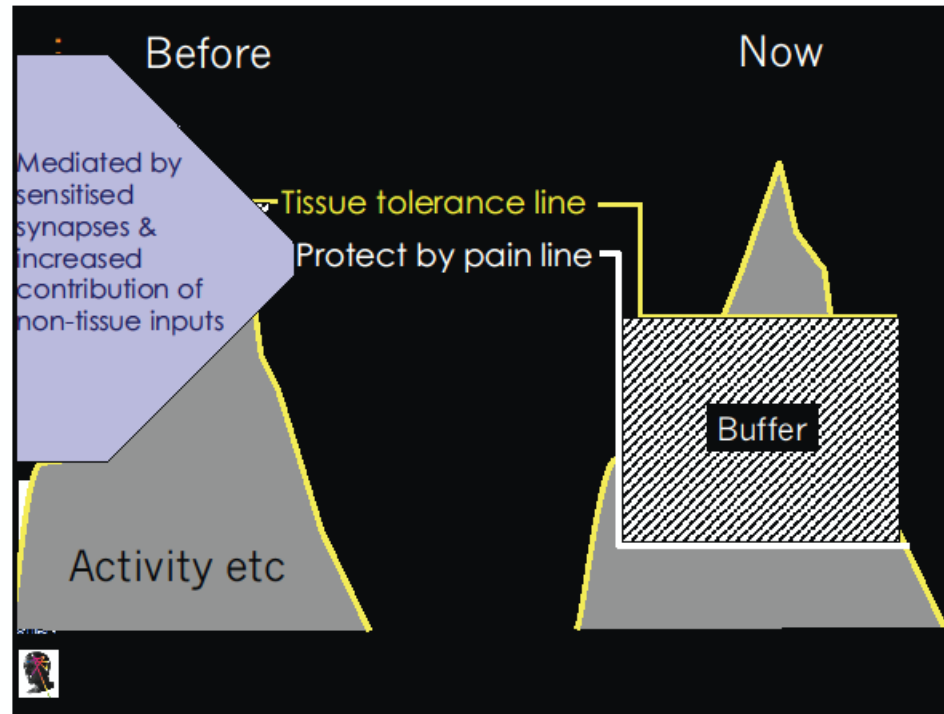 Before
Now
Mediated by
sensitised
synapses &
increased
contribution of
non-tissue inputs
Tissue tolerance line
Protect by pain line
Buffer
Activity etc